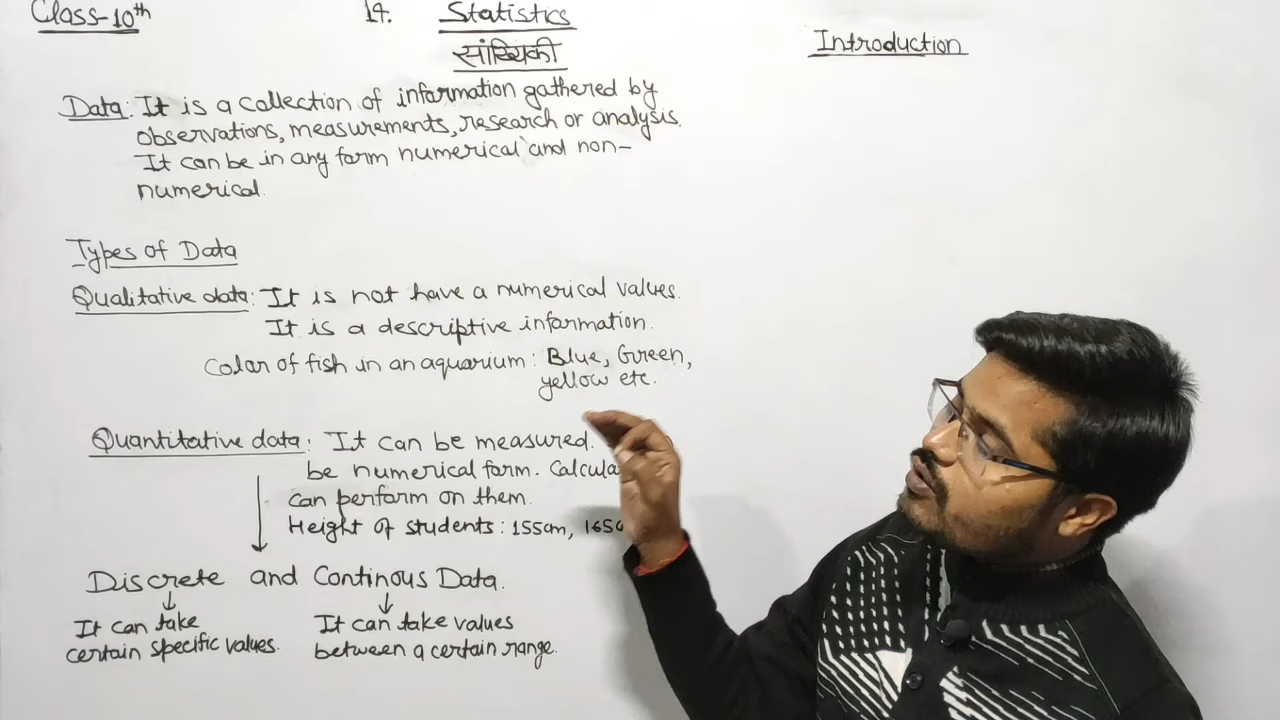 Class-10th
14. Statistics
सांख्यिकी
Introduction
Data: It is a collection of information gathered by
observations, measurements, research or analysis.
It can be in any form numerical and non-
numerical.
Types of Data
Qualitative data: It is not have a numerical values.
It is a descriptive information.
Color of fish in an aquarium: Blue, Green,
yellow etc.
Quantitative data: It can be measured.
be numerical form. Calcula
can perform on them.
Height of students: 155cm, 165c
Discrete and Continous Data.
It can take
certain specific values.
It can take values
between a certain range.